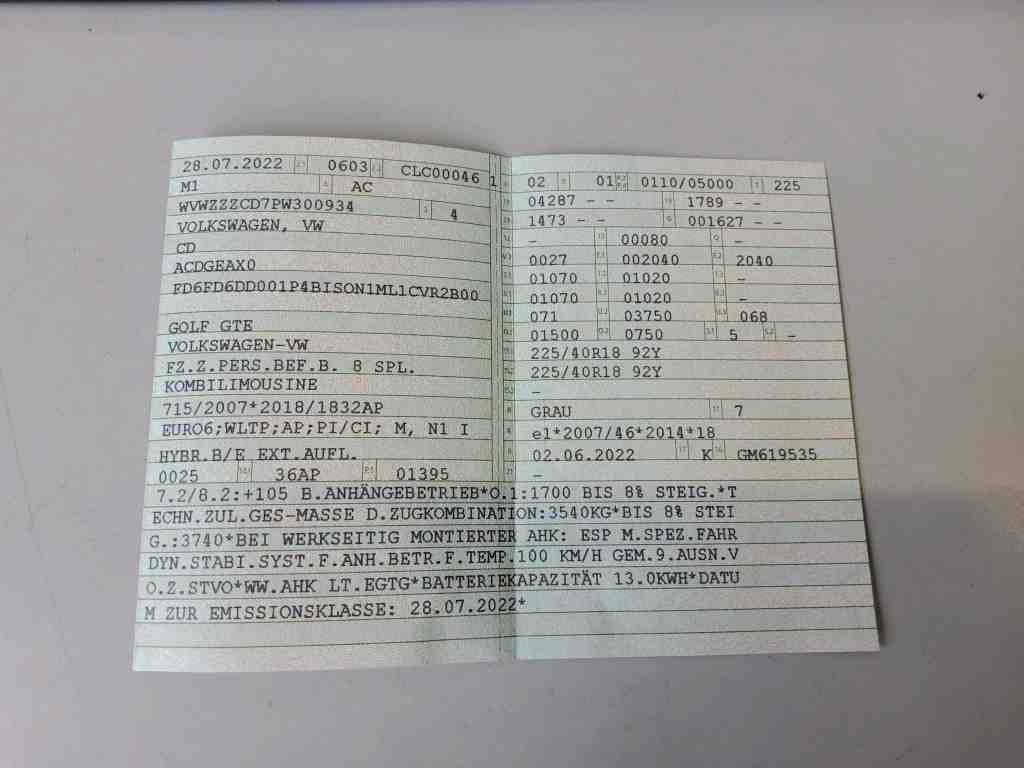 28.07.2022 0603 CLC00046 1
M1 AC
WVWZZZCD7PW300934 4
VOLKSWAGEN, VW
CD
ACDGEAX0
FD6FD6DD001P4BISON1ML1CVR2B00
GOLF GTE
VOLKSWAGEN-VW
FZ.Z.PERS.BEF.B. 8 SPL.
KOMBILIMOUSINE
715/2007*2018/1832AP
EURO6;WLTP;AP;PI/CI; M, N1 I
HYBR.B/E EXT.AUFL.
0025 36AP 01395
02 01 0110/05000 225
04287 - - 1789 - -
1473 - - 001627 - -
- 00080 -
0027 002040 2040
01070 01020 -
01070 01020 -
071 03750 068
01500 0750 5 -
225/40R18 92Y
225/40R18 92Y
-
GRAU 7
e1*2007/46*2014*18
02.06.2022 K GM619535
-
7.2/8.2:+105 B.ANHÄNGEBETRIEB*O.1:1700 BIS 8% STEIG.*T
ECHN.ZUL.GES-MASSE D.ZUGKOMBINATION:3540KG*BIS 8% STEI
G.:3740*BEI WERKSEITIG MONTIERTER AHK: ESP M.SPEZ.FAHR
DYN.STABI.SYST.F.ANH.BETR.F.TEMP.100 KM/H GEM.9.AUSN.V
O.Z.STVO*WW.AHK LT.EGTG*BATTERIEKAPAZITÄT 13.0KWH*DATU
M ZUR EMISSIONSKLASSE: 28.07.2022*